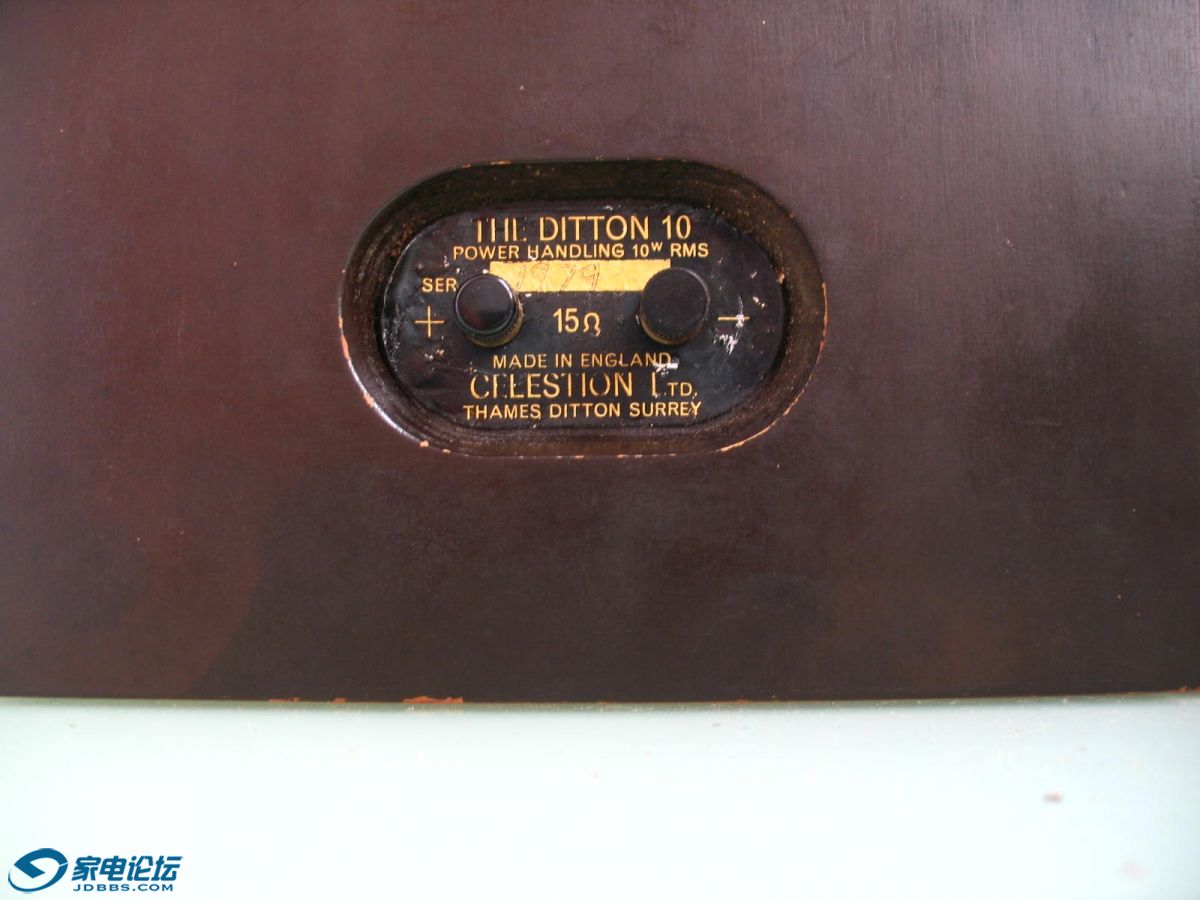 THE DITTON 10
POWER HANDLING 10W RMS
SER 1979
+ 15Ω −
MADE IN ENGLAND
CELESTION LTD.
THAMES DITTON SURREY
家电论坛
JDBBS.COM